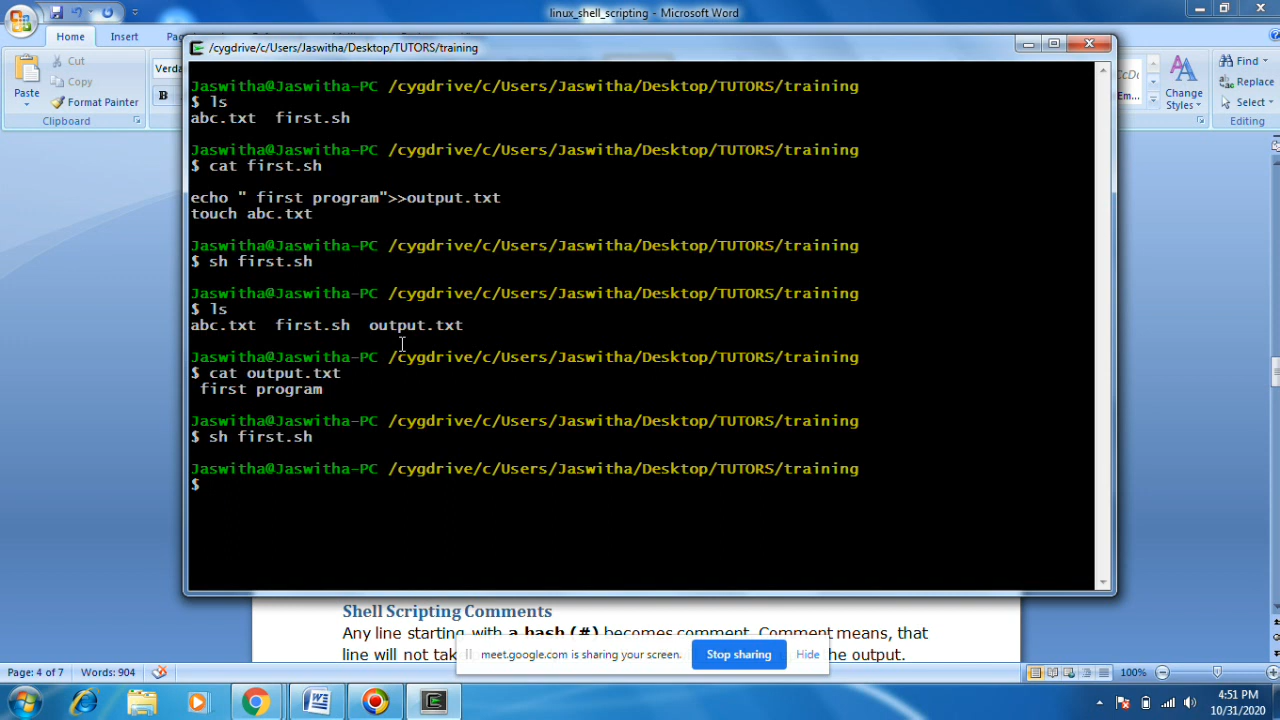 linux_shell_scripting - Microsoft Word
Home Insert
Cut
Copy
Paste
Format Painter
Clipboard
Verda
B
Change
Styles
Find
Replace
Select
Editing
/cygdrive/c/Users/Jaswitha/Desktop/TUTORS/training
Jaswitha@Jaswitha-PC /cygdrive/c/Users/Jaswitha/Desktop/TUTORS/training
$ ls
abc.txt first.sh
Jaswitha@Jaswitha-PC /cygdrive/c/Users/Jaswitha/Desktop/TUTORS/training
$ cat first.sh
echo " first program">>output.txt
touch abc.txt
Jaswitha@Jaswitha-PC /cygdrive/c/Users/Jaswitha/Desktop/TUTORS/training
$ sh first.sh
Jaswitha@Jaswitha-PC /cygdrive/c/Users/Jaswitha/Desktop/TUTORS/training
$ ls
abc.txt first.sh output.txt
Jaswitha@Jaswitha-PC /cygdrive/c/Users/Jaswitha/Desktop/TUTORS/training
$ cat output.txt
first program
Jaswitha@Jaswitha-PC /cygdrive/c/Users/Jaswitha/Desktop/TUTORS/training
$ sh first.sh
Jaswitha@Jaswitha-PC /cygdrive/c/Users/Jaswitha/Desktop/TUTORS/training
$
Shell Scripting Comments
Any line starting with a hash (#) becomes comment. Comment means, that
line will not tak he output.
meet.google.com is sharing your screen. Stop sharing Hide
Page: 4 of 7 Words: 904 100%
4:51 PM
10/31/2020